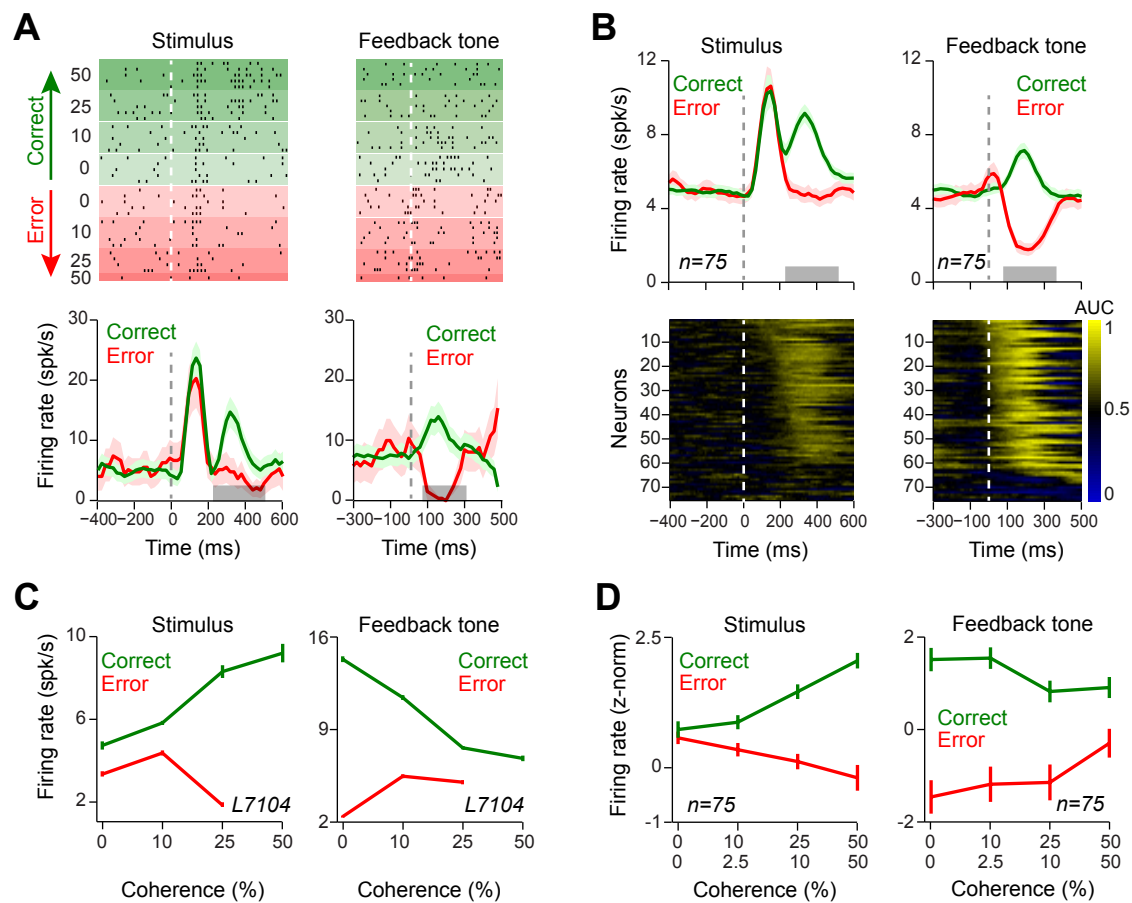 A
Stimulus
Feedback tone
50
25
10
0
0
10
25
50
Correct
Error
30
20
10
0
Firing rate (spk/s)
Correct
Error
−400 −200 0 200 400 600
Time (ms)
30
20
10
0
Correct
Error
−300 −100 100 300 500
Time (ms)
B
Stimulus
Feedback tone
12
8
4
0
Firing rate (spk/s)
Correct
Error
n=75
12
8
4
0
Correct
Error
n=75
10
20
30
40
50
60
70
Neurons
−400 −200 0 200 400 600
Time (ms)
10
20
30
40
50
60
70
−300 −100 100 300 500
Time (ms)
AUC
1
0.5
0
C
Stimulus
Feedback tone
10
6
2
Firing rate (spk/s)
Correct
Error
L7104
0 10 25 50
Coherence (%)
16
9
2
Correct
Error
L7104
0 10 25 50
Coherence (%)
D
Stimulus
Feedback tone
2.5
0
-1
Firing rate (z-norm)
Correct
Error
n=75
0 10 25 50
0 2.5 10 50
Coherence (%)
2
0
-2
Correct
Error
n=75
0 10 25 50
0 2.5 10 50
Coherence (%)